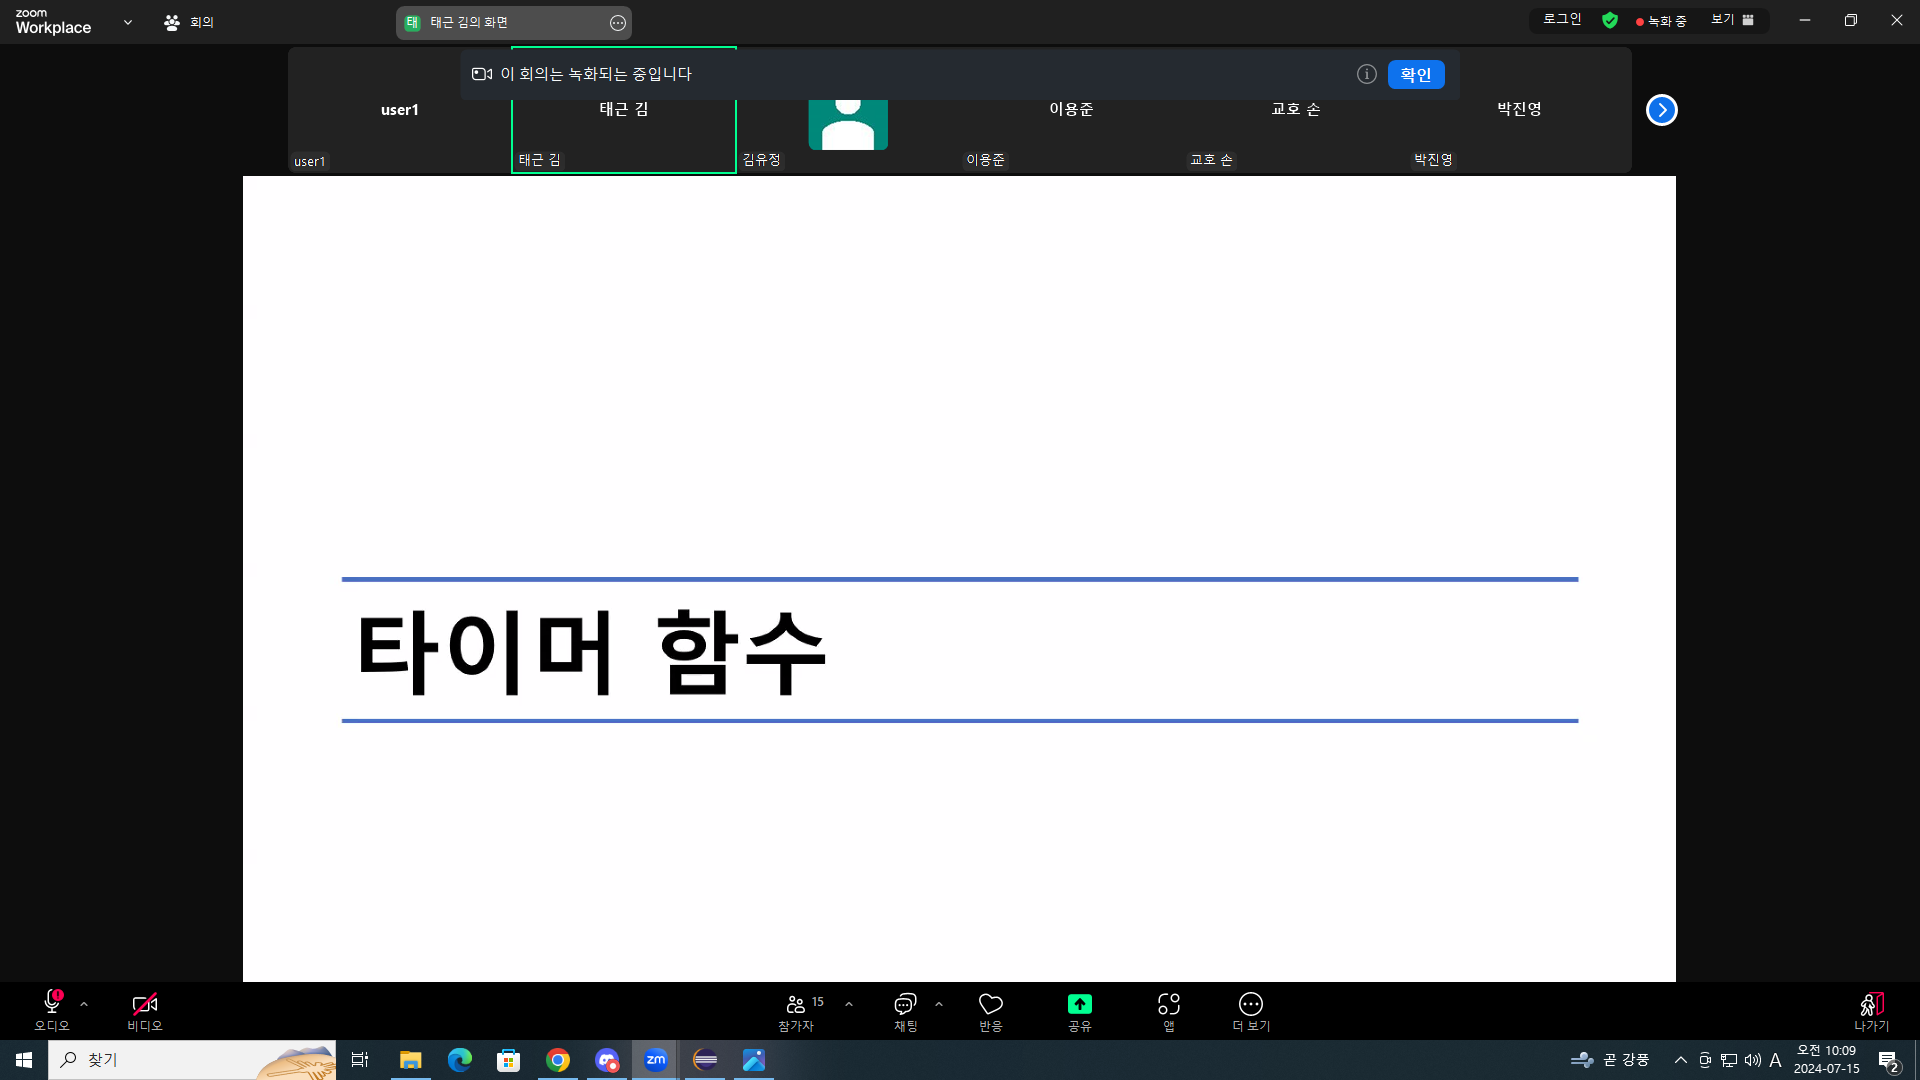 zoom
Workplace
회의
태 태근 김의 화면
로그인
녹화 중
보기
이 회의는 녹화되는 중입니다
확인
user1
태근 김
이용준
교호 손
박진영
user1
태근 김
김유정
이용준
교호 손
박진영
타이머 함수
오디오
비디오
15
참가자
채팅
반응
공유
앱
더 보기
나가기
찾기
zm
곧 강풍
A
오전 10:09
2024-07-15
2